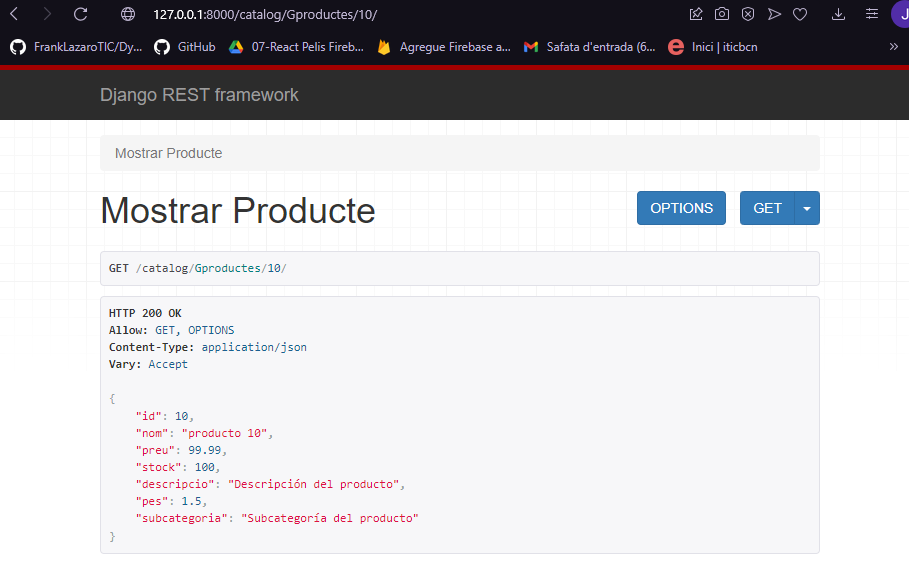 127.0.0.1:8000/catalog/Gproductes/10/
FrankLazaroTIC/Dy... GitHub 07-React Pelis Fireb... Agregue Firebase a... Safata d'entrada (6... Inici | iticbcn »
Django REST framework
Mostrar Producte
Mostrar Producte OPTIONS GET
GET /catalog/Gproductes/10/
HTTP 200 OK
Allow: GET, OPTIONS
Content-Type: application/json
Vary: Accept
{
    "id": 10,
    "nom": "producto 10",
    "preu": 99.99,
    "stock": 100,
    "descripcio": "Descripción del producto",
    "pes": 1.5,
    "subcategoria": "Subcategoría del producto"
}